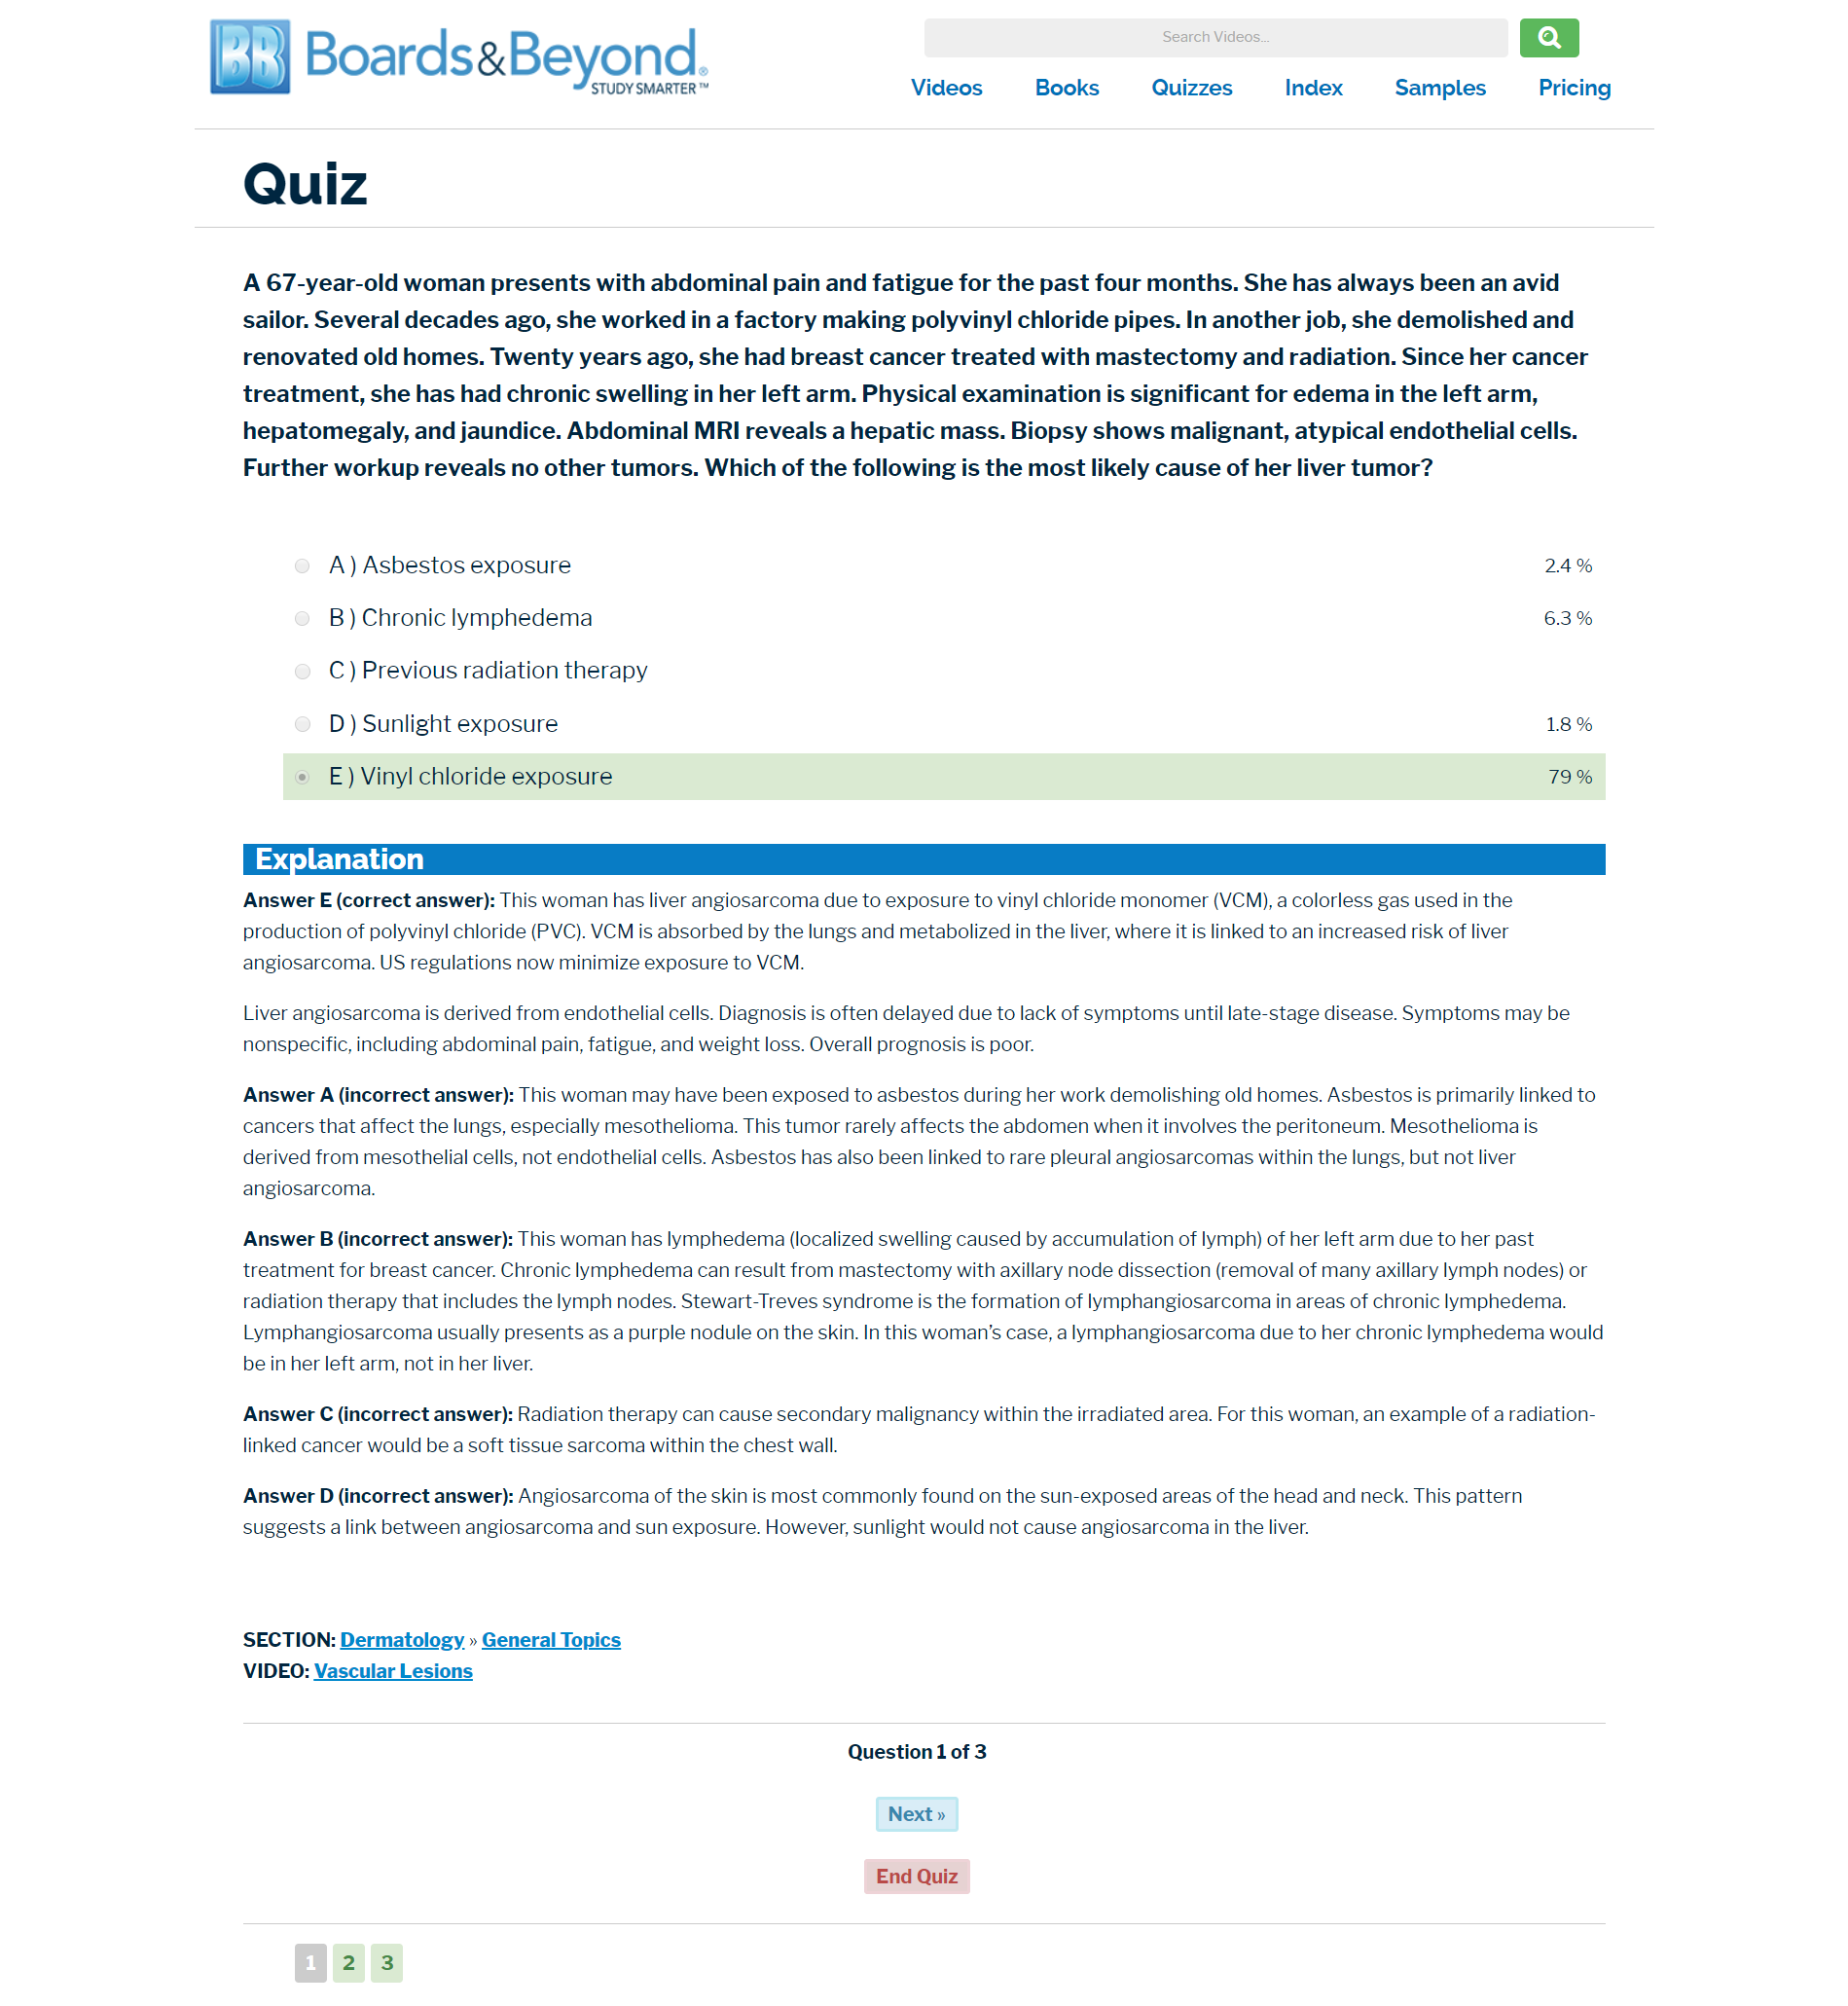 BB Boards&Beyond®
STUDY SMARTER™
Search Videos...
Videos Books Quizzes Index Samples Pricing
Quiz
A 67-year-old woman presents with abdominal pain and fatigue for the past four months. She has always been an avid
sailor. Several decades ago, she worked in a factory making polyvinyl chloride pipes. In another job, she demolished and
renovated old homes. Twenty years ago, she had breast cancer treated with mastectomy and radiation. Since her cancer
treatment, she has had chronic swelling in her left arm. Physical examination is significant for edema in the left arm,
hepatomegaly, and jaundice. Abdominal MRI reveals a hepatic mass. Biopsy shows malignant, atypical endothelial cells.
Further workup reveals no other tumors. Which of the following is the most likely cause of her liver tumor?
A ) Asbestos exposure 2.4 %
B ) Chronic lymphedema 6.3 %
C ) Previous radiation therapy
D ) Sunlight exposure 1.8 %
E ) Vinyl chloride exposure 79 %
Explanation
Answer E (correct answer): This woman has liver angiosarcoma due to exposure to vinyl chloride monomer (VCM), a colorless gas used in the
production of polyvinyl chloride (PVC). VCM is absorbed by the lungs and metabolized in the liver, where it is linked to an increased risk of liver
angiosarcoma. US regulations now minimize exposure to VCM.
Liver angiosarcoma is derived from endothelial cells. Diagnosis is often delayed due to lack of symptoms until late-stage disease. Symptoms may be
nonspecific, including abdominal pain, fatigue, and weight loss. Overall prognosis is poor.
Answer A (incorrect answer): This woman may have been exposed to asbestos during her work demolishing old homes. Asbestos is primarily linked to
cancers that affect the lungs, especially mesothelioma. This tumor rarely affects the abdomen when it involves the peritoneum. Mesothelioma is
derived from mesothelial cells, not endothelial cells. Asbestos has also been linked to rare pleural angiosarcomas within the lungs, but not liver
angiosarcoma.
Answer B (incorrect answer): This woman has lymphedema (localized swelling caused by accumulation of lymph) of her left arm due to her past
treatment for breast cancer. Chronic lymphedema can result from mastectomy with axillary node dissection (removal of many axillary lymph nodes) or
radiation therapy that includes the lymph nodes. Stewart-Treves syndrome is the formation of lymphangiosarcoma in areas of chronic lymphedema.
Lymphangiosarcoma usually presents as a purple nodule on the skin. In this woman’s case, a lymphangiosarcoma due to her chronic lymphedema would
be in her left arm, not in her liver.
Answer C (incorrect answer): Radiation therapy can cause secondary malignancy within the irradiated area. For this woman, an example of a radiation-
linked cancer would be a soft tissue sarcoma within the chest wall.
Answer D (incorrect answer): Angiosarcoma of the skin is most commonly found on the sun-exposed areas of the head and neck. This pattern
suggests a link between angiosarcoma and sun exposure. However, sunlight would not cause angiosarcoma in the liver.
SECTION: Dermatology » General Topics
VIDEO: Vascular Lesions
Question 1 of 3
Next »
End Quiz
1 2 3